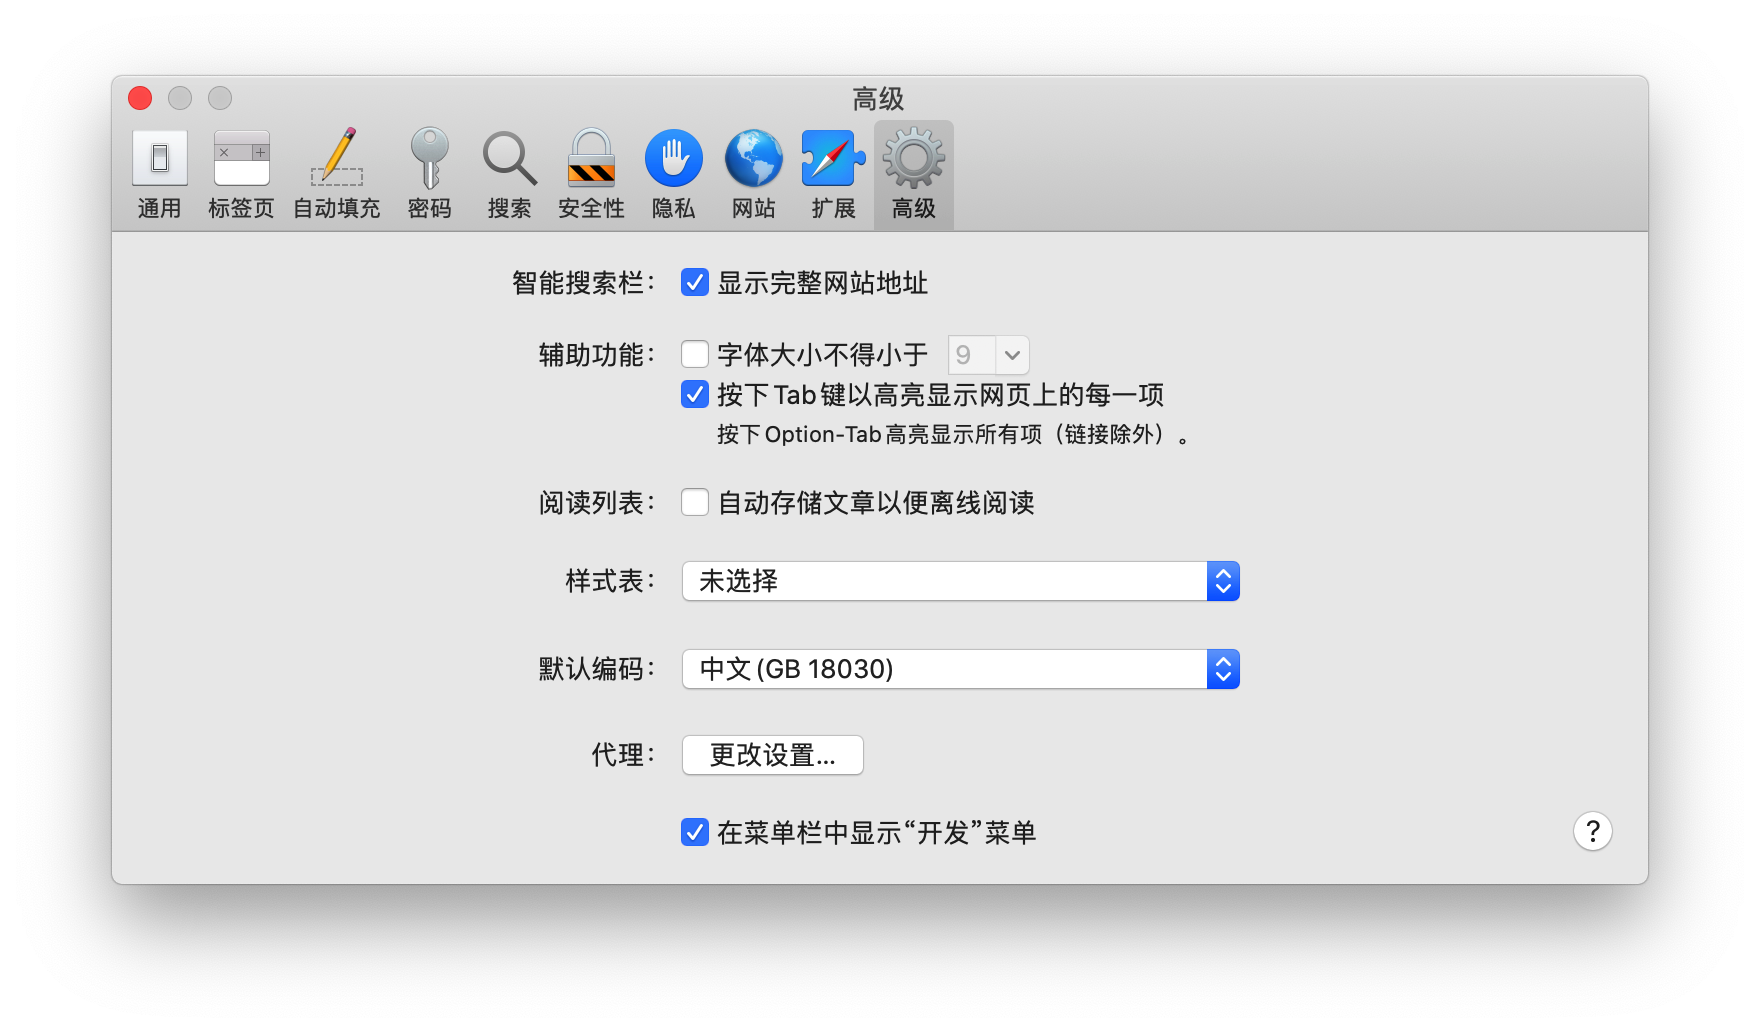 高级
通用 标签页 自动填充 密码 搜索 安全性 隐私 网站 扩展 高级
智能搜索栏： 显示完整网站地址
辅助功能： 字体大小不得小于 9
按下 Tab 键以高亮显示网页上的每一项
按下 Option-Tab 高亮显示所有项（链接除外）。
阅读列表： 自动存储文章以便离线阅读
样式表： 未选择
默认编码： 中文 (GB 18030)
代理： 更改设置...
在菜单栏中显示“开发”菜单
?